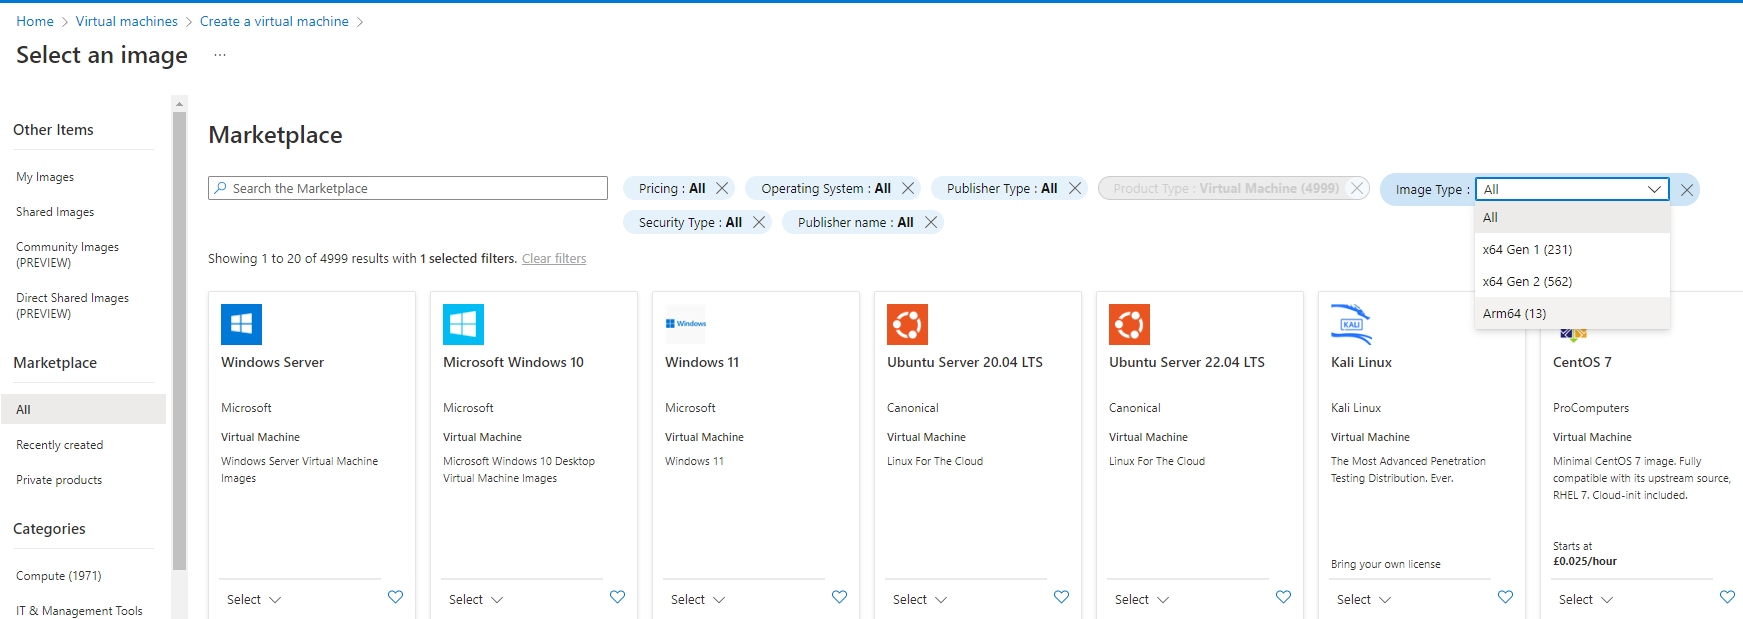 Home > Virtual machines > Create a virtual machine >
Select an image ...
Other Items
My Images
Shared Images
Community Images
(PREVIEW)
Direct Shared Images
(PREVIEW)
Marketplace
All
Recently created
Private products
Categories
Compute (1971)
IT & Management Tools
Marketplace
Search the Marketplace
Pricing : All
Operating System : All
Publisher Type : All
Product Type : Virtual Machine (4999)
Image Type : All
All
x64 Gen 1 (231)
x64 Gen 2 (562)
Arm64 (13)
Security Type : All
Publisher name : All
Showing 1 to 20 of 4999 results with 1 selected filters. Clear filters
Windows Server
Microsoft
Virtual Machine
Windows Server Virtual Machine
Images
Select
Microsoft Windows 10
Microsoft
Virtual Machine
Microsoft Windows 10 Desktop
Virtual Machine Images
Select
Windows
Windows 11
Microsoft
Virtual Machine
Windows 11
Select
Ubuntu Server 20.04 LTS
Canonical
Virtual Machine
Linux For The Cloud
Select
Ubuntu Server 22.04 LTS
Canonical
Virtual Machine
Linux For The Cloud
Select
KALI
Kali Linux
Kali Linux
Virtual Machine
The Most Advanced Penetration
Testing Distribution. Ever.
Bring your own license
Select
CentOS 7
ProComputers
Virtual Machine
Minimal CentOS 7 image. Fully
compatible with its upstream source,
RHEL 7. Cloud-init included.
Starts at
£0.025/hour
Select